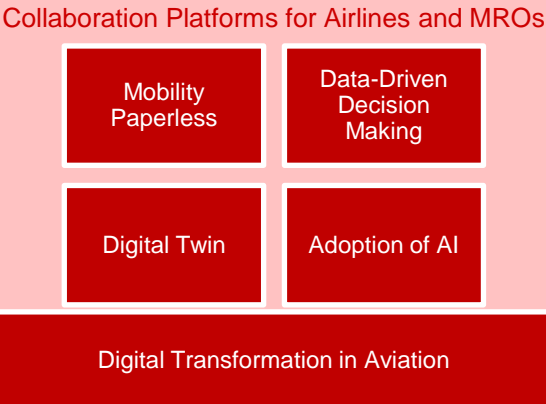 Collaboration Platforms for Airlines and MROs
Mobility
Paperless
Data-Driven
Decision
Making
Digital Twin
Adoption of AI
Digital Transformation in Aviation